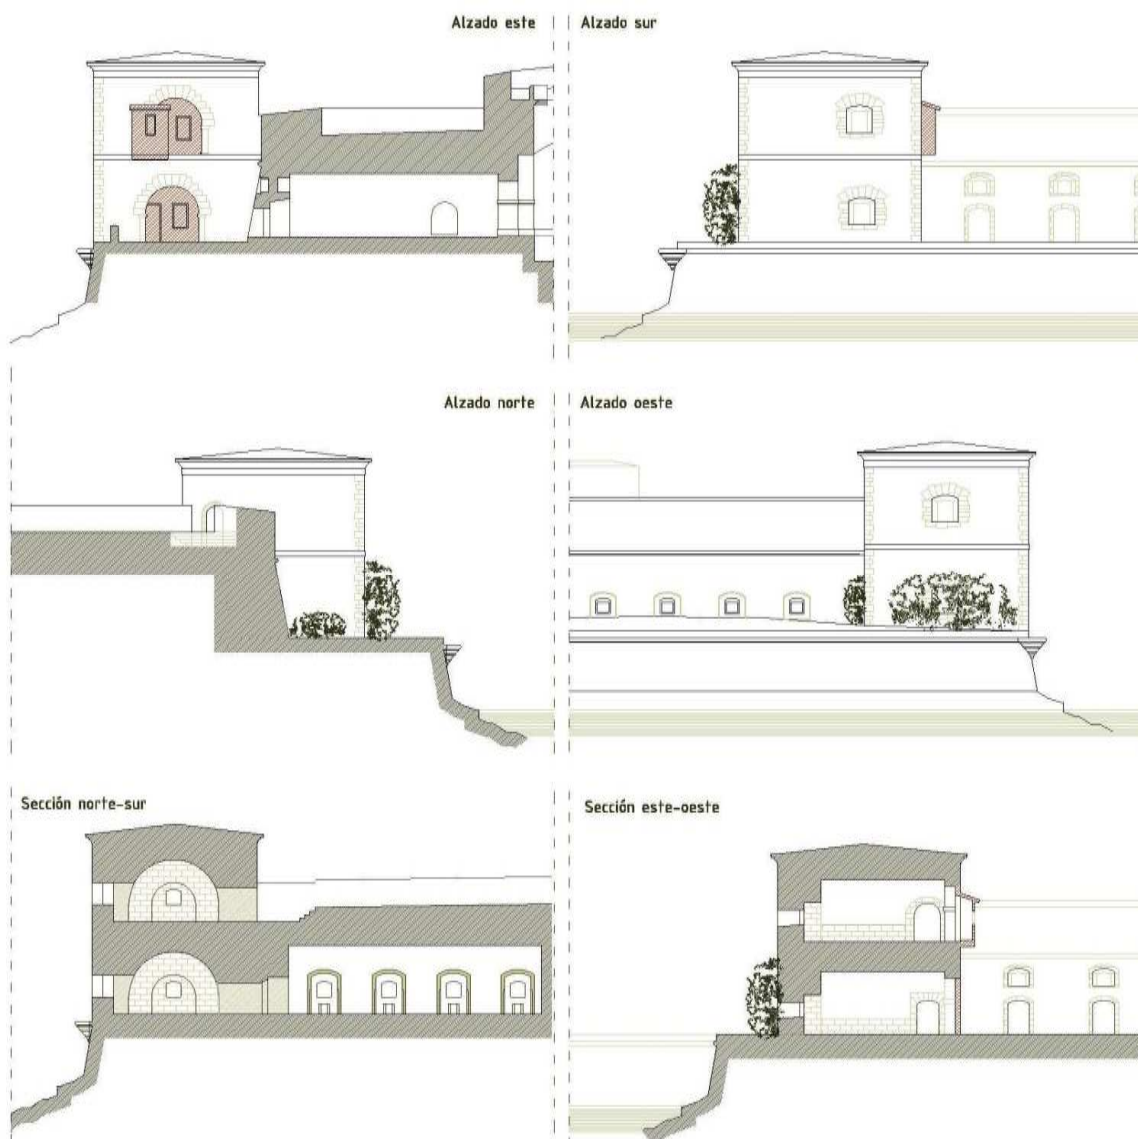 Alzado este
Alzado sur
Alzado norte
Alzado oeste
Sección norte-sur
Sección este-oeste